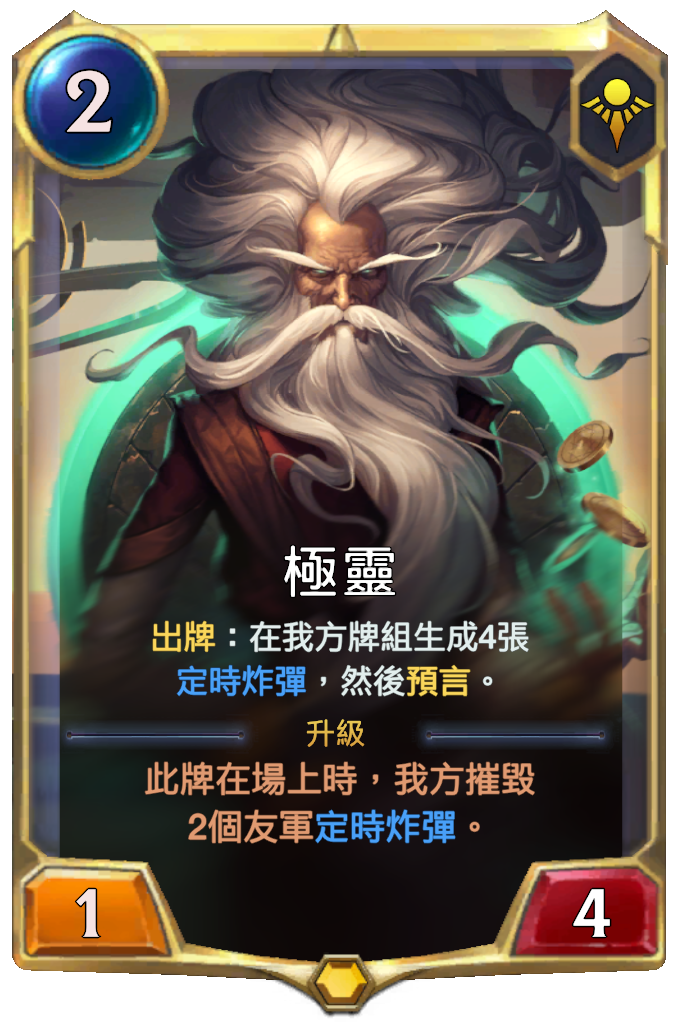 2
極靈
出牌：在我方牌組生成4張
定時炸彈，然後預言。
升級
此牌在場上時，我方摧毀
2個友軍定時炸彈。
1
4